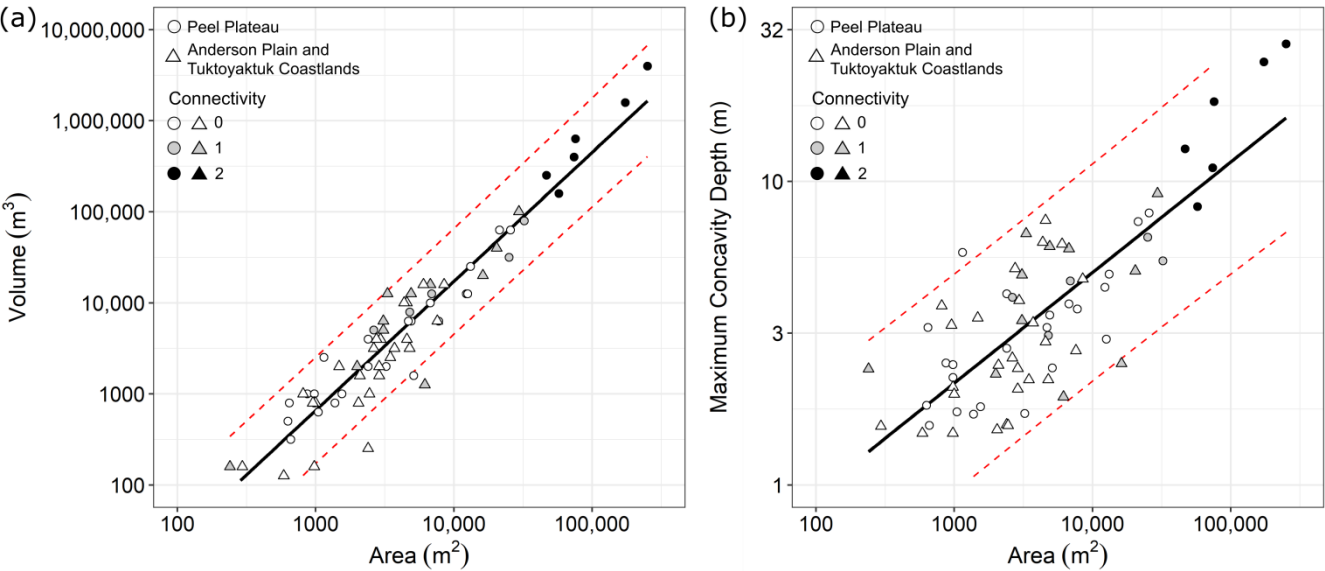 (a)
Peel Plateau
Anderson Plain and
Tuktoyaktuk Coastlands
Connectivity
0
1
2
10,000,000
1,000,000
100,000
10,000
1000
100
Volume (m³)
100
1000
10,000
100,000
Area (m²)
(b)
Peel Plateau
Anderson Plain and
Tuktoyaktuk Coastlands
Connectivity
0
1
2
32
10
3
1
Maximum Concavity Depth (m)
100
1000
10,000
100,000
Area (m²)